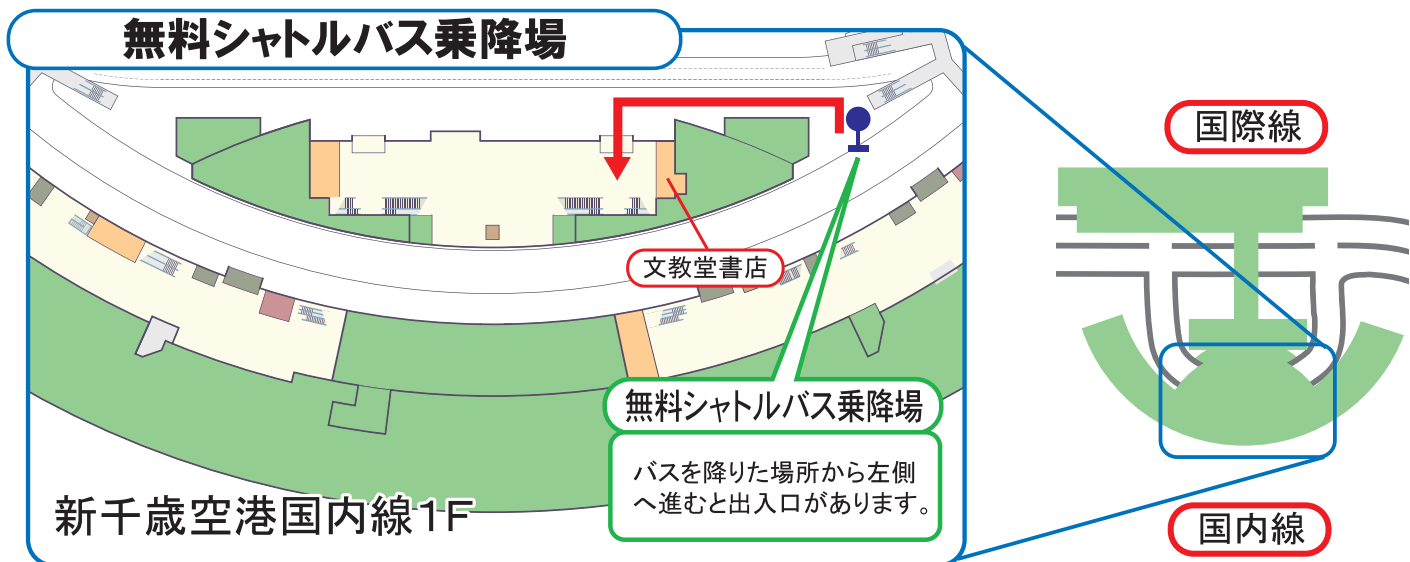 無料シャトルバス乗降場
国際線
文教堂書店
無料シャトルバス乗降場
バスを降りた場所から左側
へ進むと出入口があります。
新千歳空港国内線1F
国内線